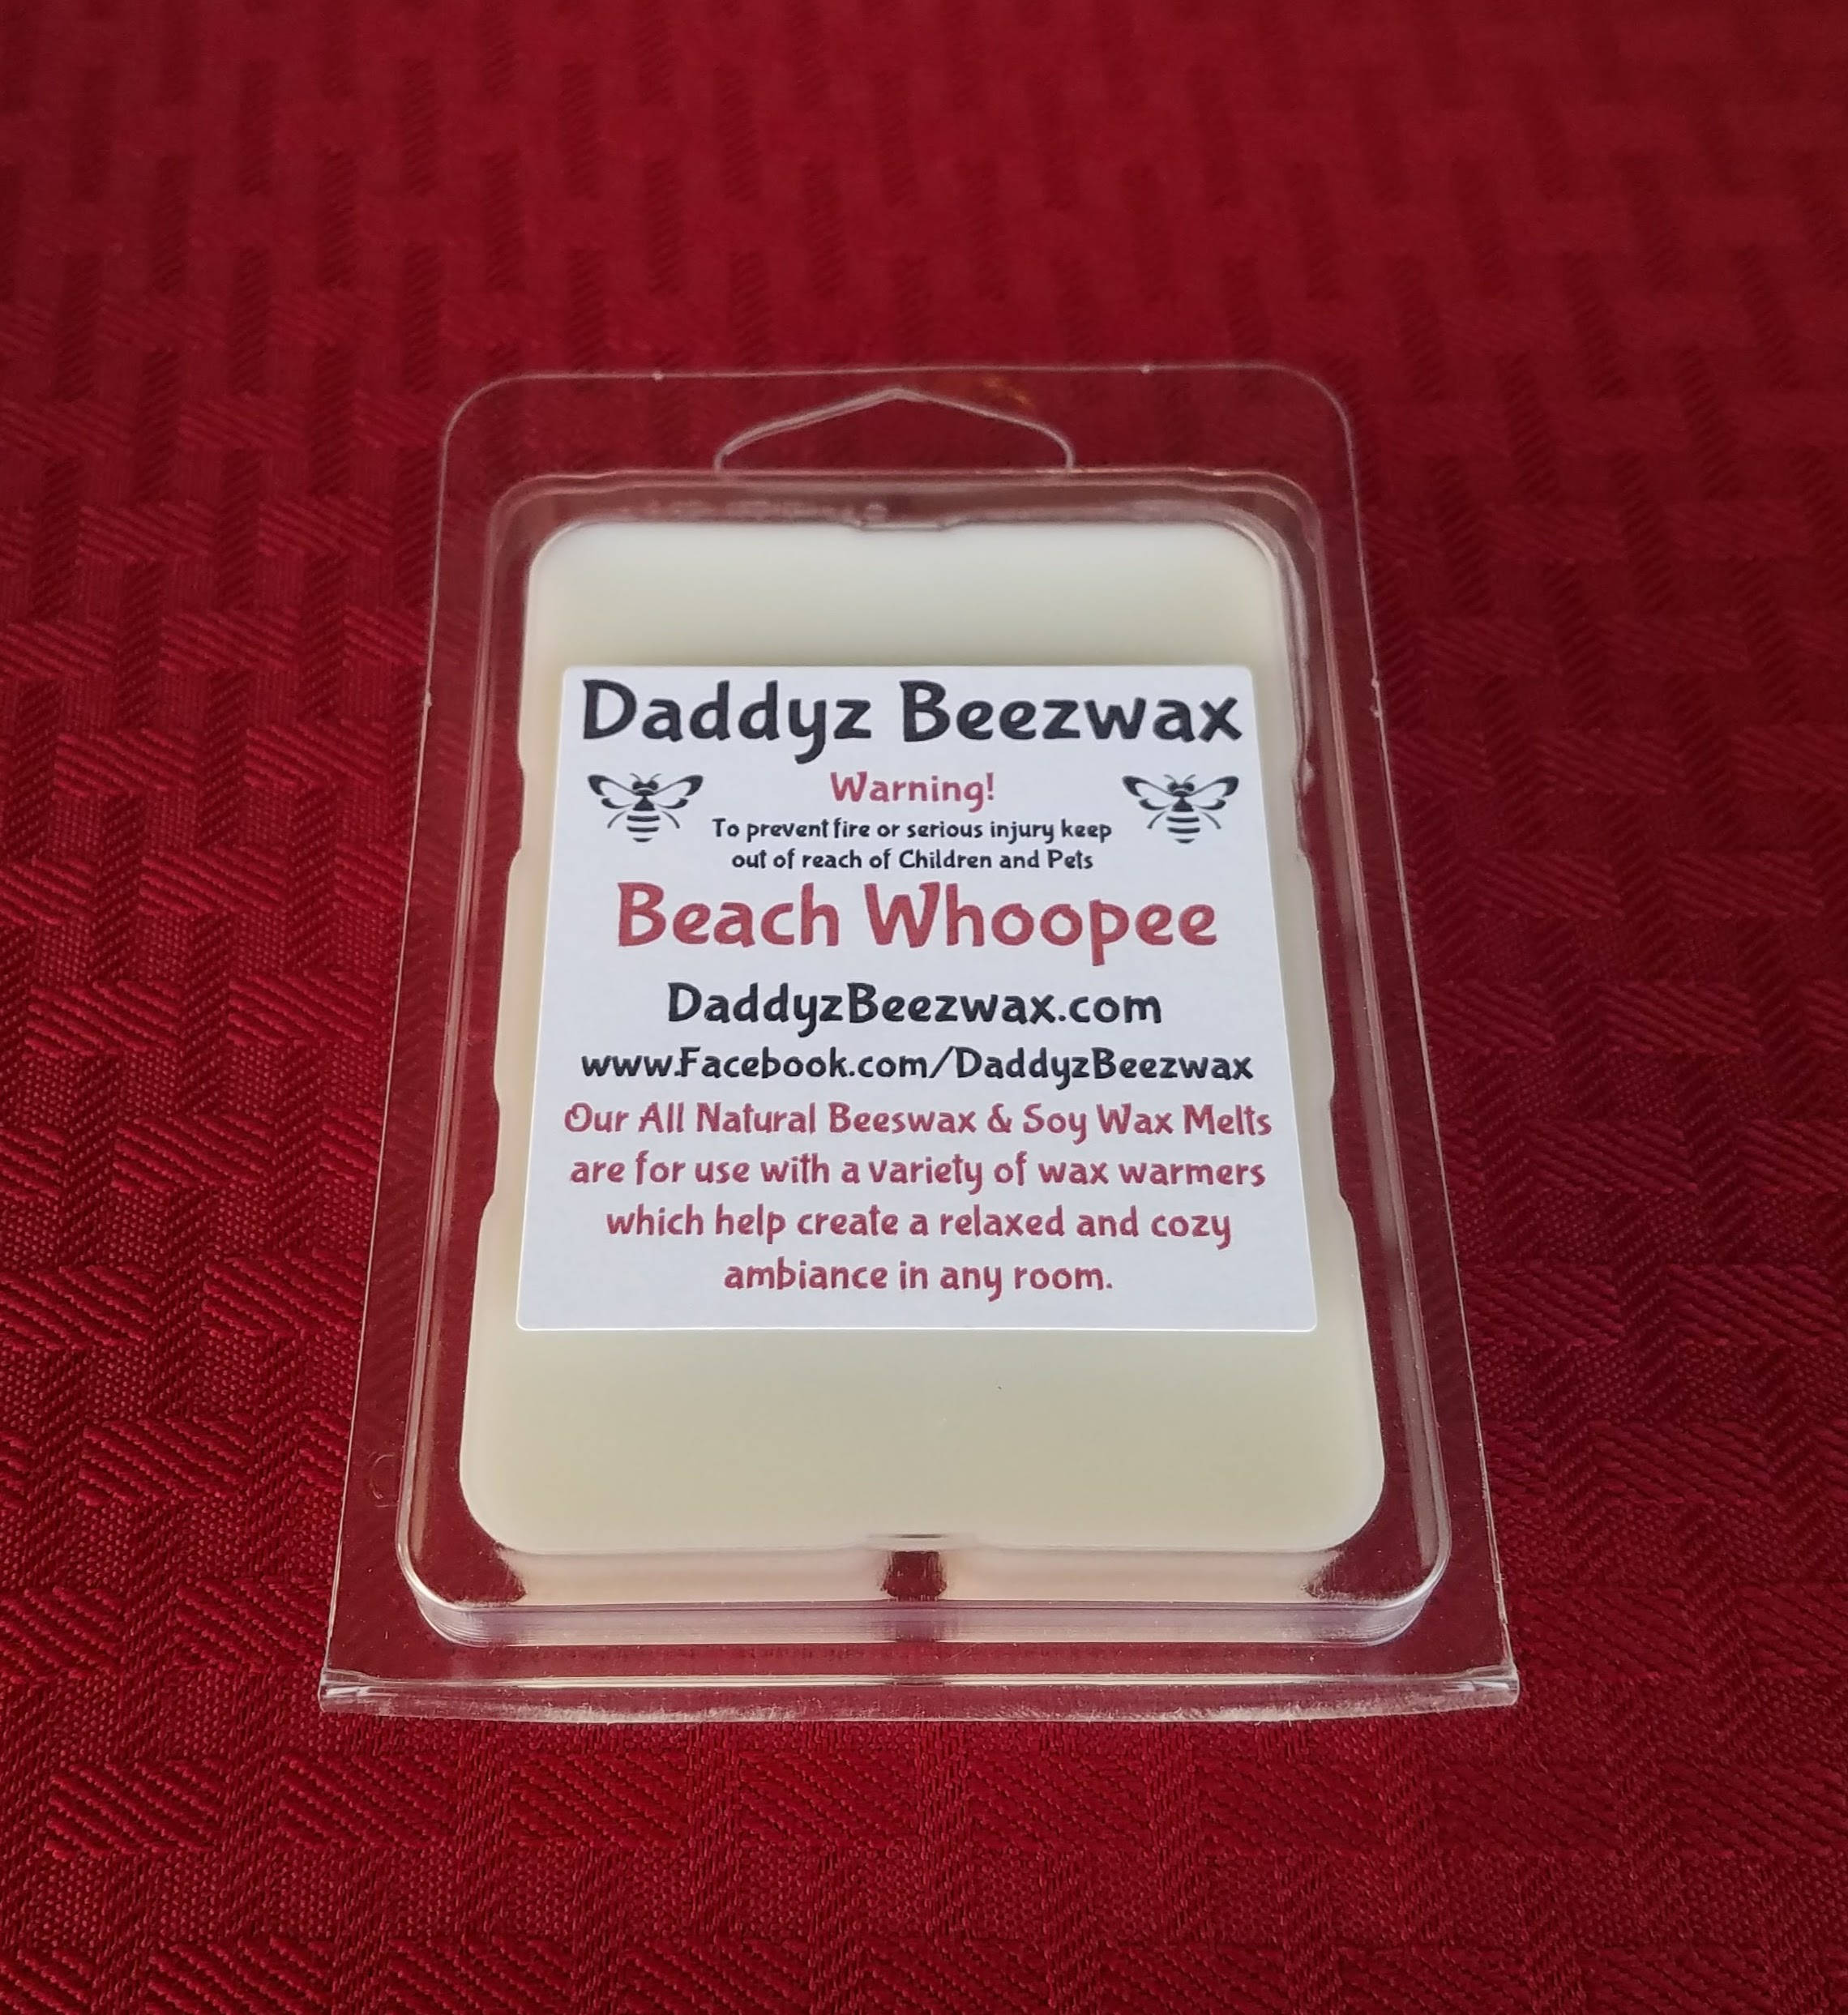 Daddyz Beezwax
Warning!
To prevent fire or serious injury keep
out of reach of Children and Pets
Beach Whoopee
DaddyzBeezwax.com
www.Facebook.com/DaddyzBeezwax
Our All Natural Beeswax & Soy Wax Melts
are for use with a variety of wax warmers
which help create a relaxed and cozy
ambiance in any room.